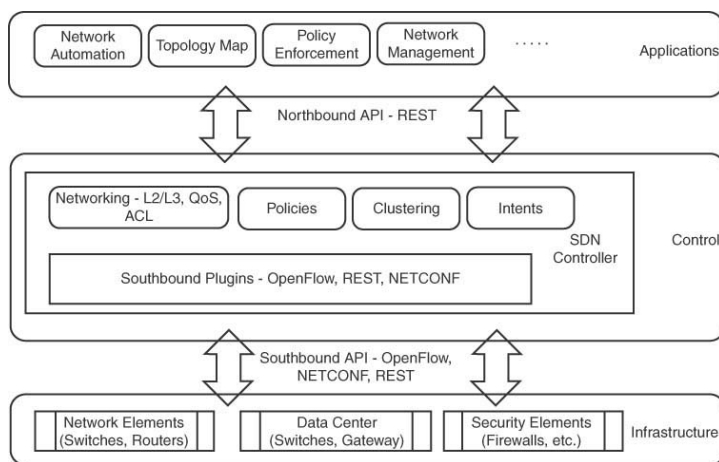 Network
Automation
Topology Map
Policy
Enforcement
Network
Management
.....
Applications
Northbound API - REST
Networking - L2/L3, QoS,
ACL
Policies
Clustering
Intents
SDN
Controller
Control
Southbound Plugins - OpenFlow, REST, NETCONF
Southbound API - OpenFlow,
NETCONF, REST
Network Elements
(Switches, Routers)
Data Center
(Switches, Gateway)
Security Elements
(Firewalls, etc.)
Infrastructure